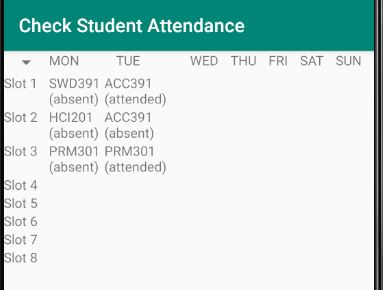 Check Student Attendance
MON TUE WED THU FRI SAT SUN
Slot 1 SWD391 ACC391
(absent) (attended)
Slot 2 HCI201 ACC391
(absent) (absent)
Slot 3 PRM301 PRM301
(absent) (attended)
Slot 4
Slot 5
Slot 6
Slot 7
Slot 8